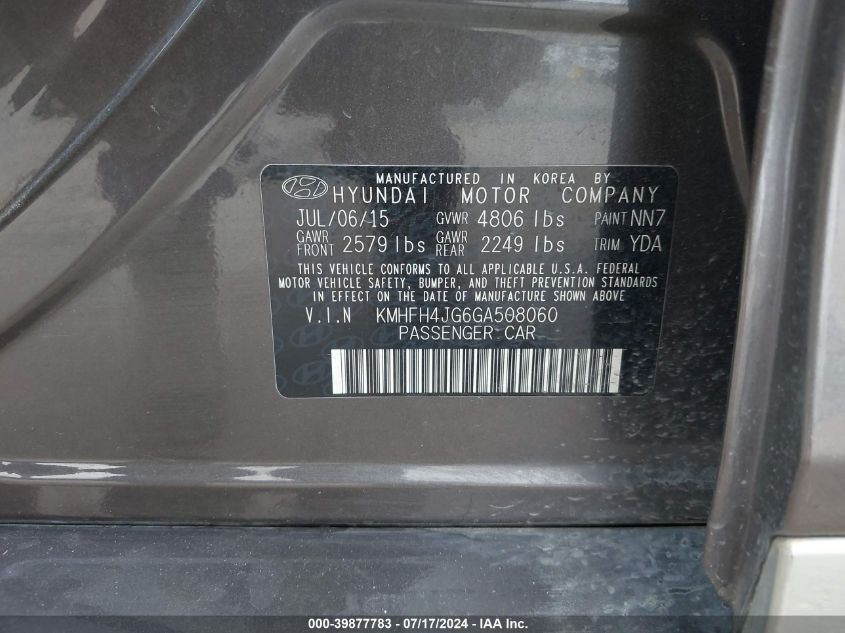 MANUFACTURED IN KOREA BY
HYUNDAI MOTOR COMPANY
JUL/06/15 GVWR 4806 lbs PAINT NN7
GAWR FRONT 2579 lbs GAWR REAR 2249 lbs TRIM YDA
THIS VEHICLE CONFORMS TO ALL APPLICABLE U.S.A. FEDERAL
MOTOR VEHICLE SAFETY, BUMPER, AND THEFT PREVENTION STANDARDS
IN EFFECT ON THE DATE OF MANUFACTURE SHOWN ABOVE
V.I.N KMHFH4JG6GA508060
PASSENGER CAR
000-39877783 - 07/17/2024 - IAA Inc.